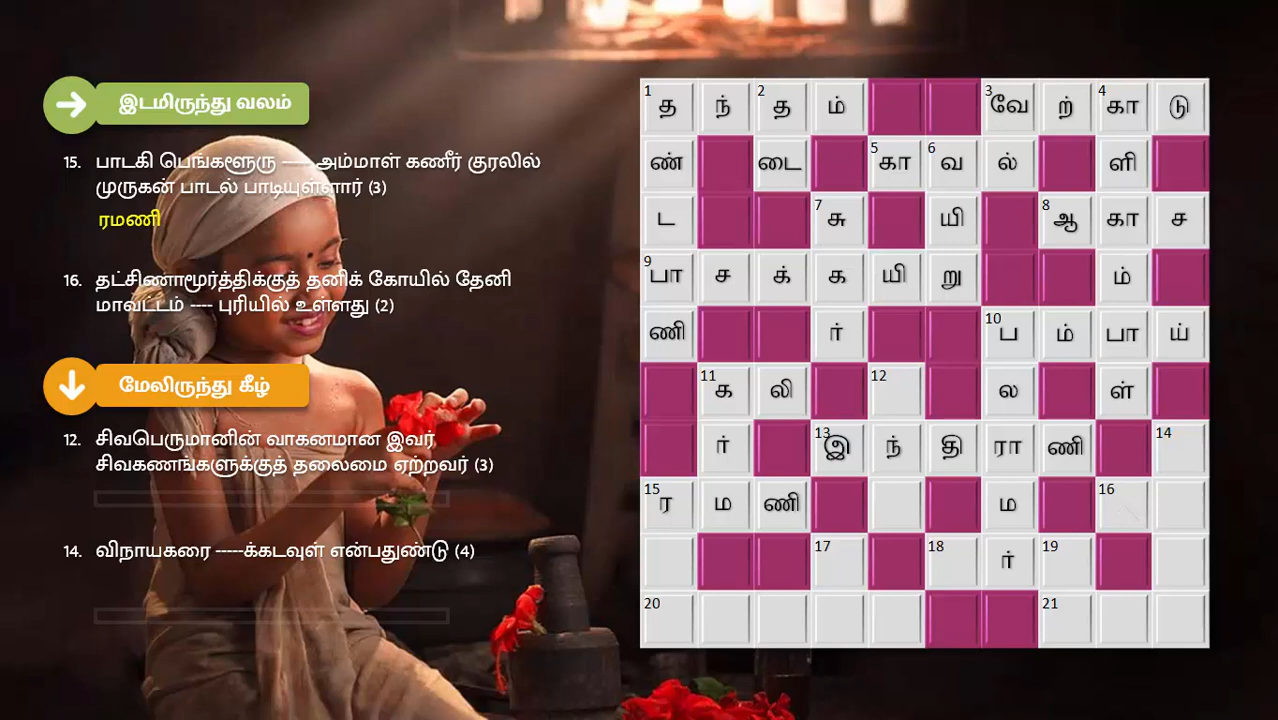 இடமிருந்து வலம்
15. பாடகி பெங்களூரு ----- அம்மாள் கணீர் குரலில்
முருகன் பாடல் பாடியுள்ளார் (3)
ரமணி
16. தட்சிணாமூர்த்திக்குத் தனிக் கோயில் தேனி
மாவட்டம் ---- புரியில் உள்ளது (2)
மேலிருந்து கீழ்
12. சிவபெருமானின் வாகனமான இவர்
சிவகணங்களுக்குத் தலைமை ஏற்றவர் (3)
14. விநாயகரை -----க்கடவுள் என்பதுண்டு (4)
1 த ந் 2 த ம் 3 வே ற் 4 கா டு
ண் டை 5 கா 6 வ ல் ளி
ட 7 சு யி 8 ஆ கா ச
9 பா ச க் க யி று ம்
ணி ர் 10 ப ம் பா ய்
11 க லி 12 ல ள்
ர் 13 இ ந் தி ரா ணி 14
15 ர ம ணி ம 16
17 18 ர் 19
20 21